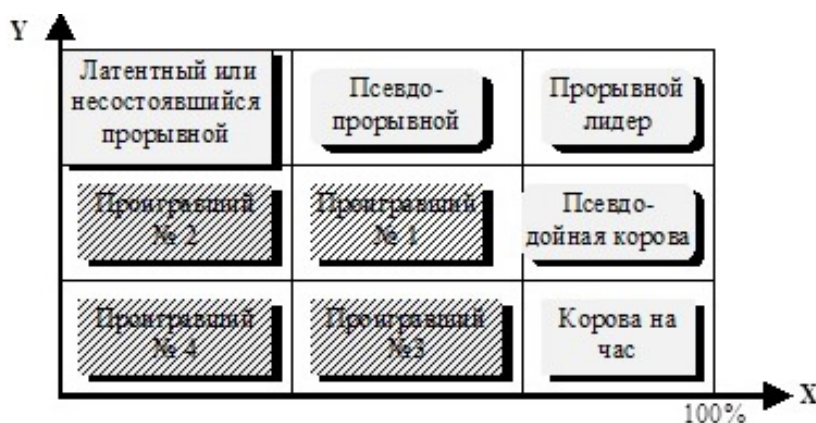 Y
Латентный или
несостоявшийся
прорывной
Псевдо-
прорывной
Прорывной
лидер
Проигравший
№ 2
Проигравший
№ 1
Псевдо-
дойная корова
Проигравший
№ 4
Проигравший
№3
Корова на
час
X
100%